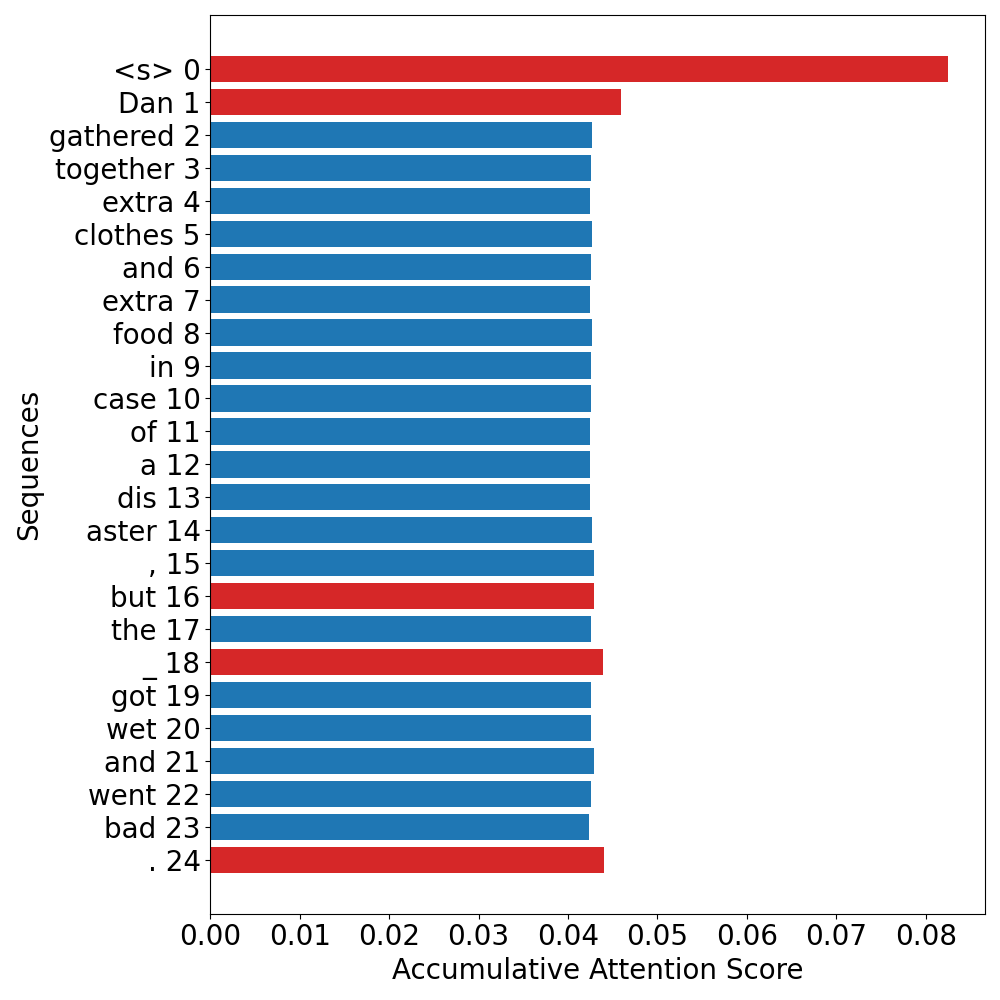 <s> 0
Dan 1
gathered 2
together 3
extra 4
clothes 5
and 6
extra 7
food 8
in 9
case 10
of 11
a 12
dis 13
aster 14
, 15
but 16
the 17
_ 18
got 19
wet 20
and 21
went 22
bad 23
. 24
Sequences
0.00 0.01 0.02 0.03 0.04 0.05 0.06 0.07 0.08
Accumulative Attention Score